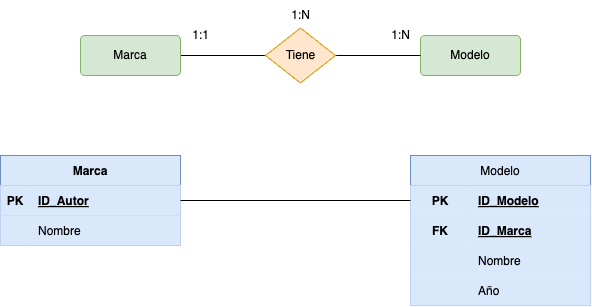 1:N
1:1
1:N
Marca
Tiene
Modelo
Marca
PK ID_Autor
Nombre
Modelo
PK ID_Modelo
FK ID_Marca
Nombre
Año